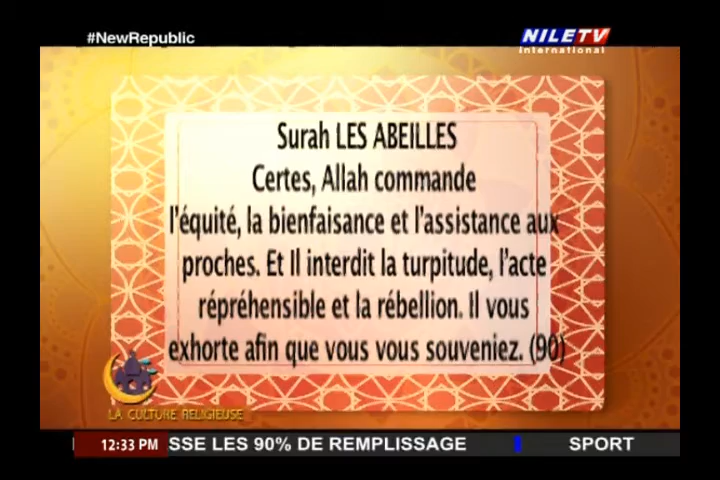 #NewRepublic
NILETV
International
Surah LES ABEILLES
Certes, Allah commande
l'équité, la bienfaisance et l'assistance aux
proches. Et Il interdit la turpitude, l'acte
répréhensible et la rébellion. Il vous
exhorte afin que vous vous souveniez. (90)
LA CULTURE RELIGIEUSE
12:33 PM SSE LES 90% DE REMPLISSAGE SPORT